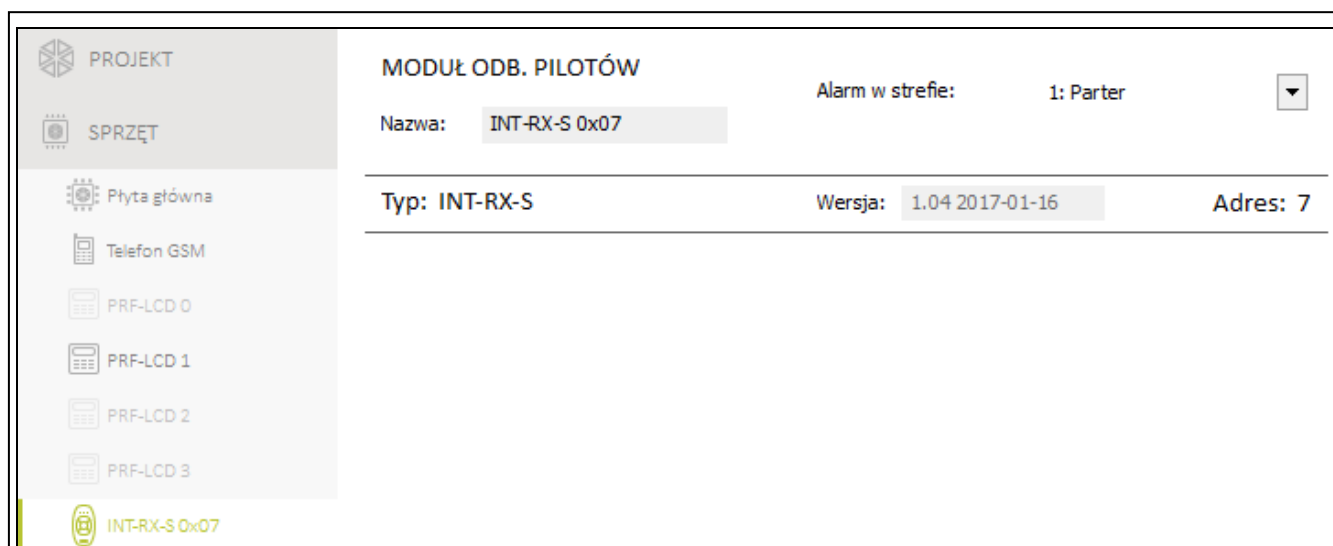 PROJEKT
SPRZĘT
Płyta główna
Telefon GSM
PRF-LCD 0
PRF-LCD 1
PRF-LCD 2
PRF-LCD 3
INT-RX-S 0x07
MODUŁ ODB. PILOTÓW
Alarm w strefie: 1: Parter
Nazwa: INT-RX-S 0x07
Typ: INT-RX-S Wersja: 1.04 2017-01-16 Adres: 7